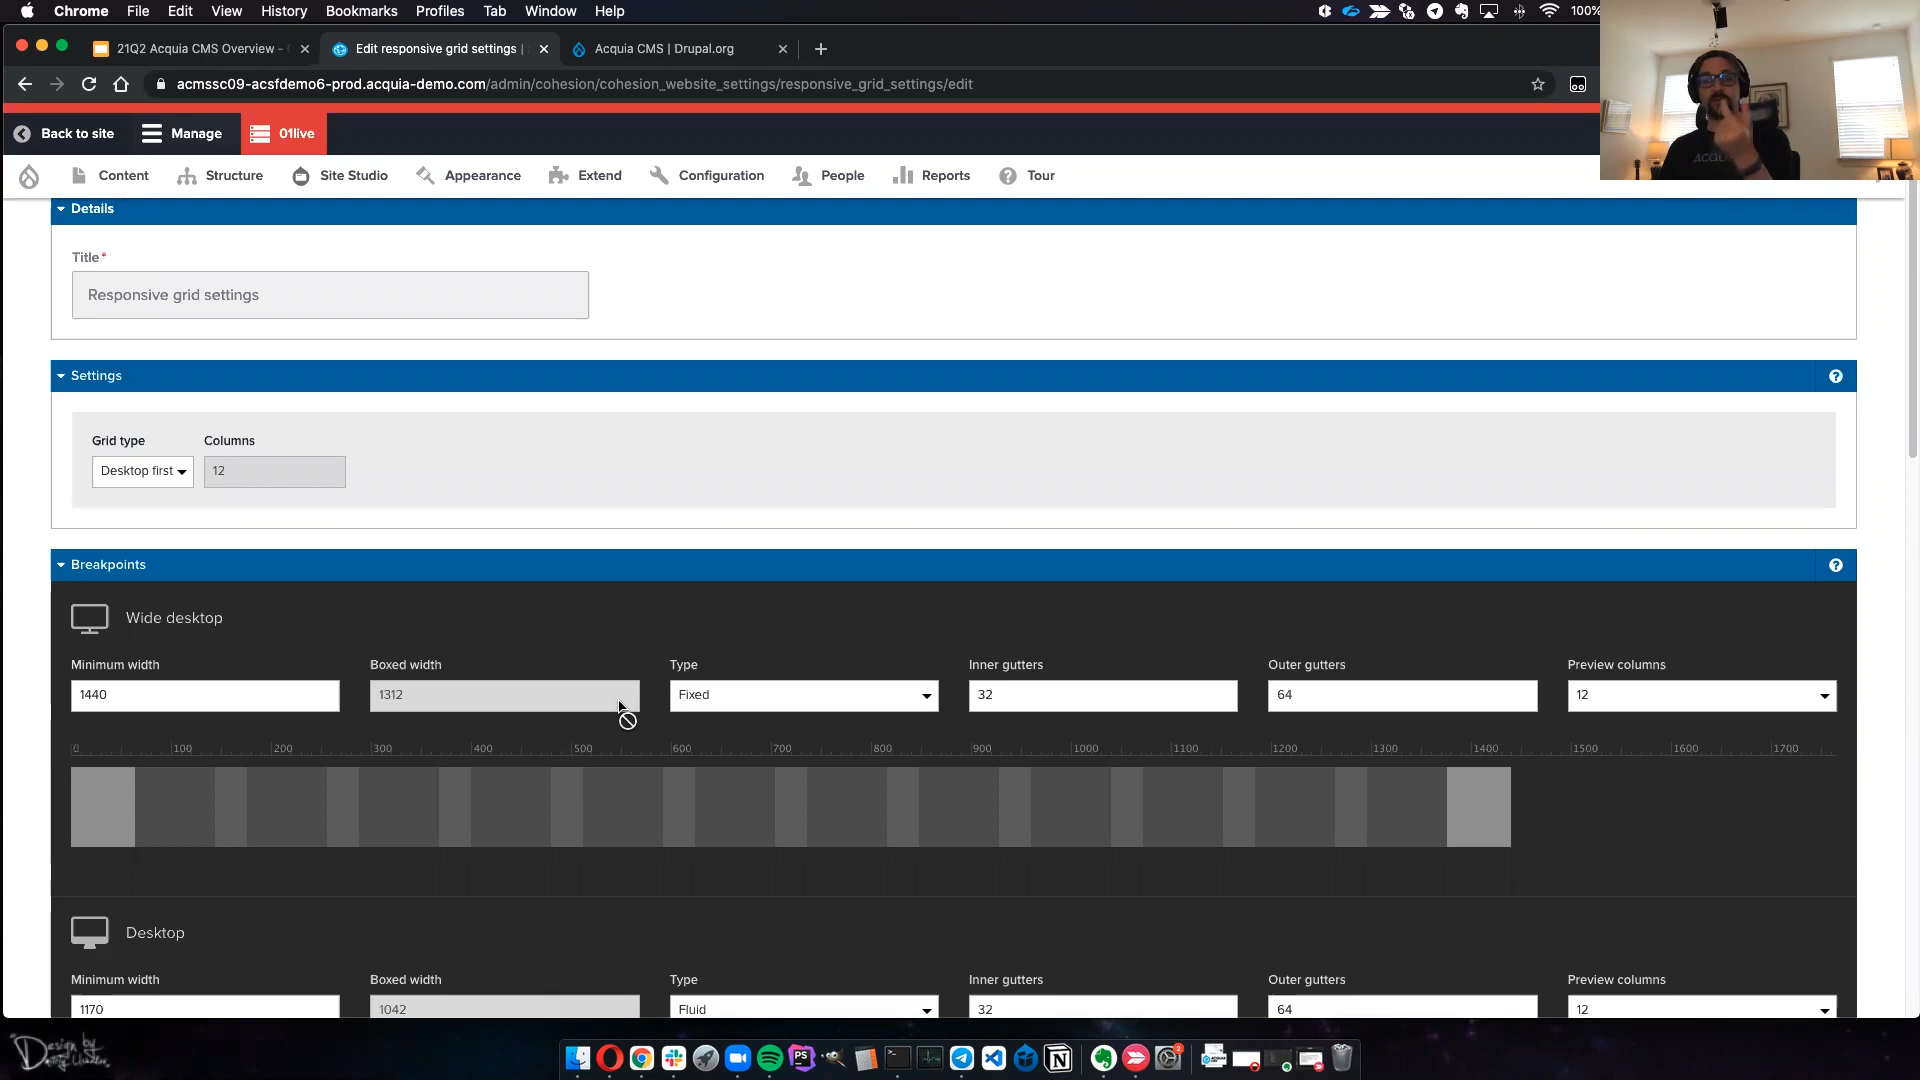 Chrome File Edit View History Bookmarks Profiles Tab Window Help 100%
21Q2 Acquia CMS Overview - Edit responsive grid settings | Acquia CMS | Drupal.org
acmssc09-acsfdemo6-prod.acquia-demo.com/admin/cohesion/cohesion_website_settings/responsive_grid_settings/edit
Back to site Manage 01live
Content Structure Site Studio Appearance Extend Configuration People Reports Tour
Details
Title*
Responsive grid settings
Settings
Grid type Columns
Desktop first 12
Breakpoints
Wide desktop
Minimum width Boxed width Type Inner gutters Outer gutters Preview columns
1440 1312 Fixed 32 64 12
0 100 200 300 400 500 600 700 800 900 1000 1100 1200 1300 1400 1500 1600 1700
Desktop
Minimum width Boxed width Type Inner gutters Outer gutters Preview columns
1170 1042 Fluid 32 64 12
Design by
PS
2